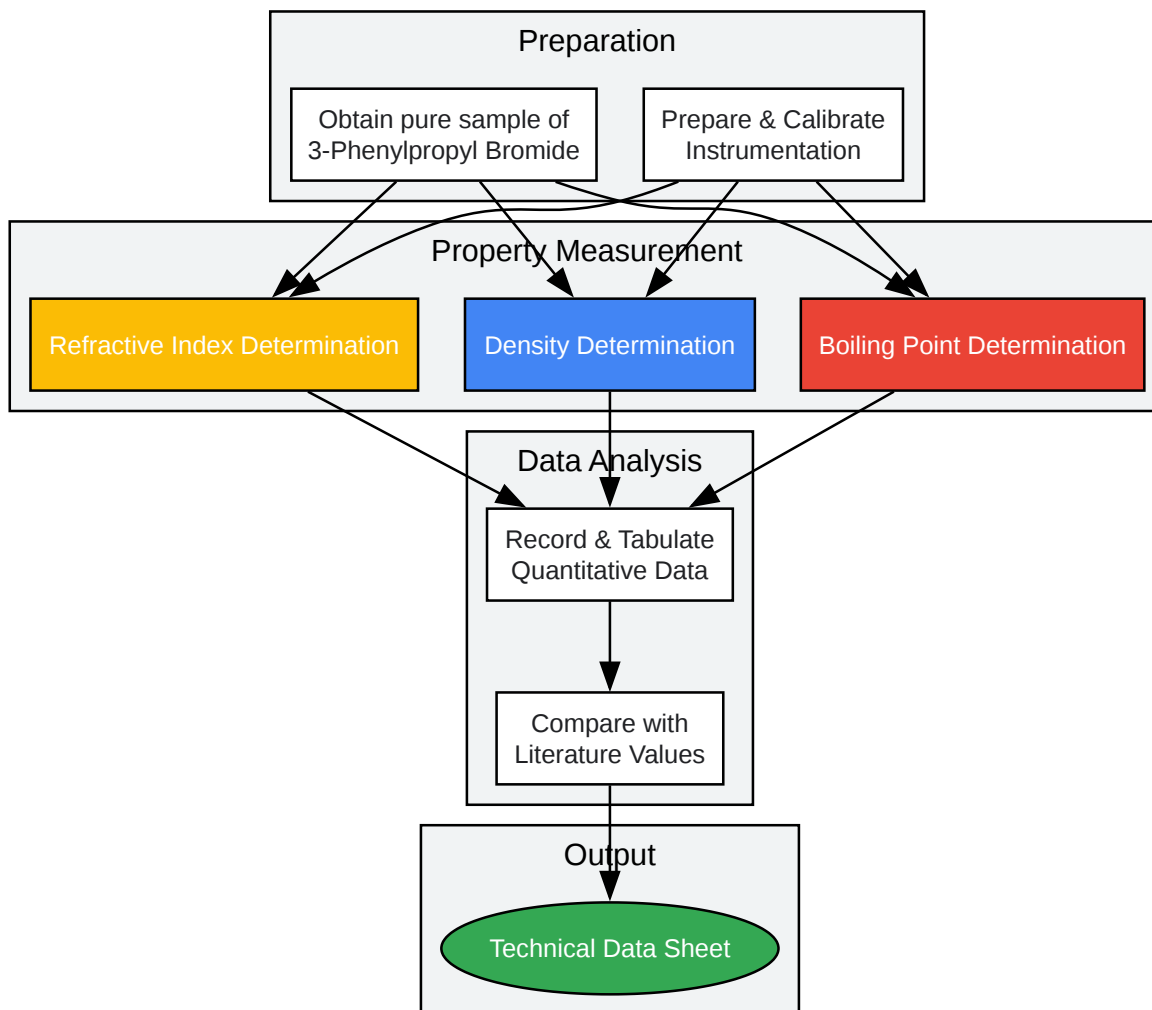 Preparation
Obtain pure sample of
3-Phenylpropyl Bromide
Prepare & Calibrate
Instrumentation
Property Measurement
Refractive Index Determination
Density Determination
Boiling Point Determination
Data Analysis
Record & Tabulate
Quantitative Data
Compare with
Literature Values
Output
Technical Data Sheet